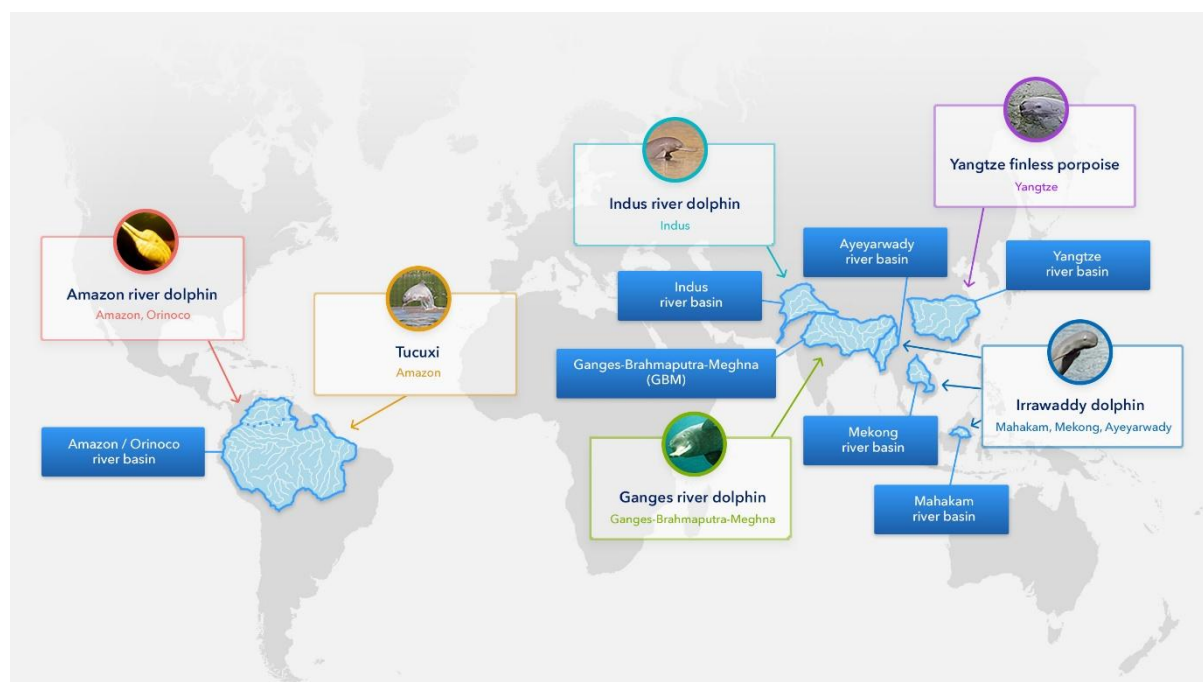 Yangtze finless porpoise
Yangtze
Indus river dolphin
Indus
Ayeyarwady
river basin
Yangtze
river basin
Indus
river basin
Amazon river dolphin
Amazon, Orinoco
Tucuxi
Amazon
Ganges-Brahmaputra-Meghna
(GBM)
Irrawaddy dolphin
Mahakam, Mekong, Ayeyarwady
Amazon / Orinoco
river basin
Mekong
river basin
Ganges river dolphin
Ganges-Brahmaputra-Meghna
Mahakam
river basin